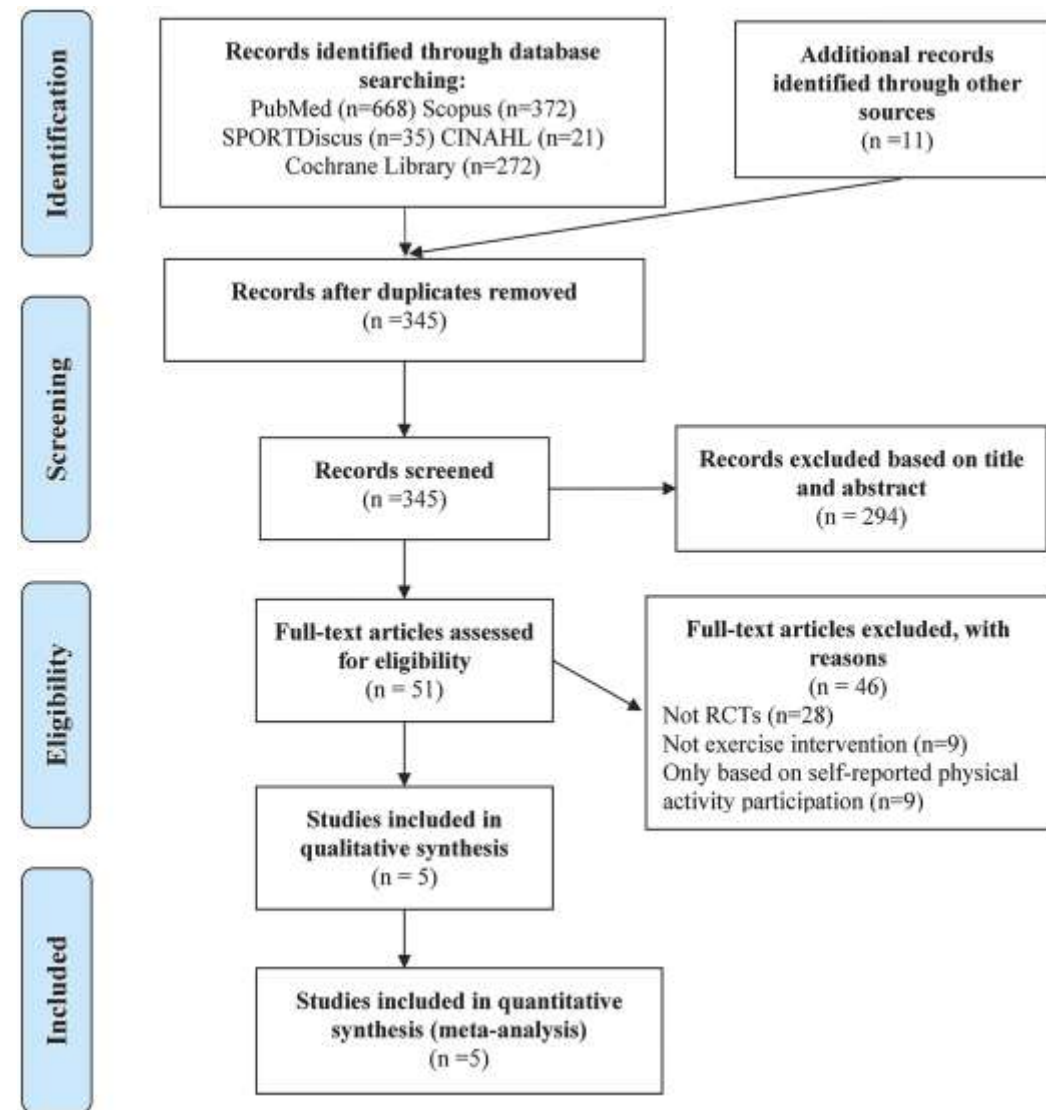 Identification
Records identified through database
searching:
PubMed (n=668) Scopus (n=372)
SPORTDiscus (n=35) CINAHL (n=21)
Cochrane Library (n=272)
Additional records
identified through other
sources
(n =11)
Records after duplicates removed
(n =345)
Screening
Records screened
(n =345)
Records excluded based on title
and abstract
(n = 294)
Eligibility
Full-text articles assessed
for eligibility
(n = 51)
Full-text articles excluded, with
reasons
(n = 46)
Not RCTs (n=28)
Not exercise intervention (n=9)
Only based on self-reported physical
activity participation (n=9)
Studies included in
qualitative synthesis
(n = 5)
Included
Studies included in quantitative
synthesis (meta-analysis)
(n =5)